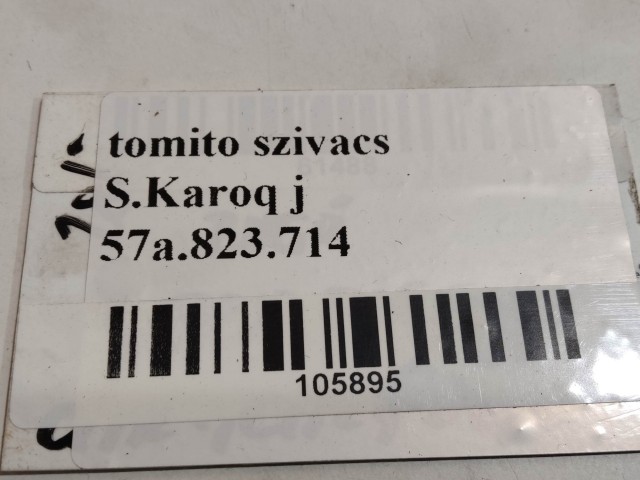 tomito szivacs
S.Karoq j
57a.823.714
105895